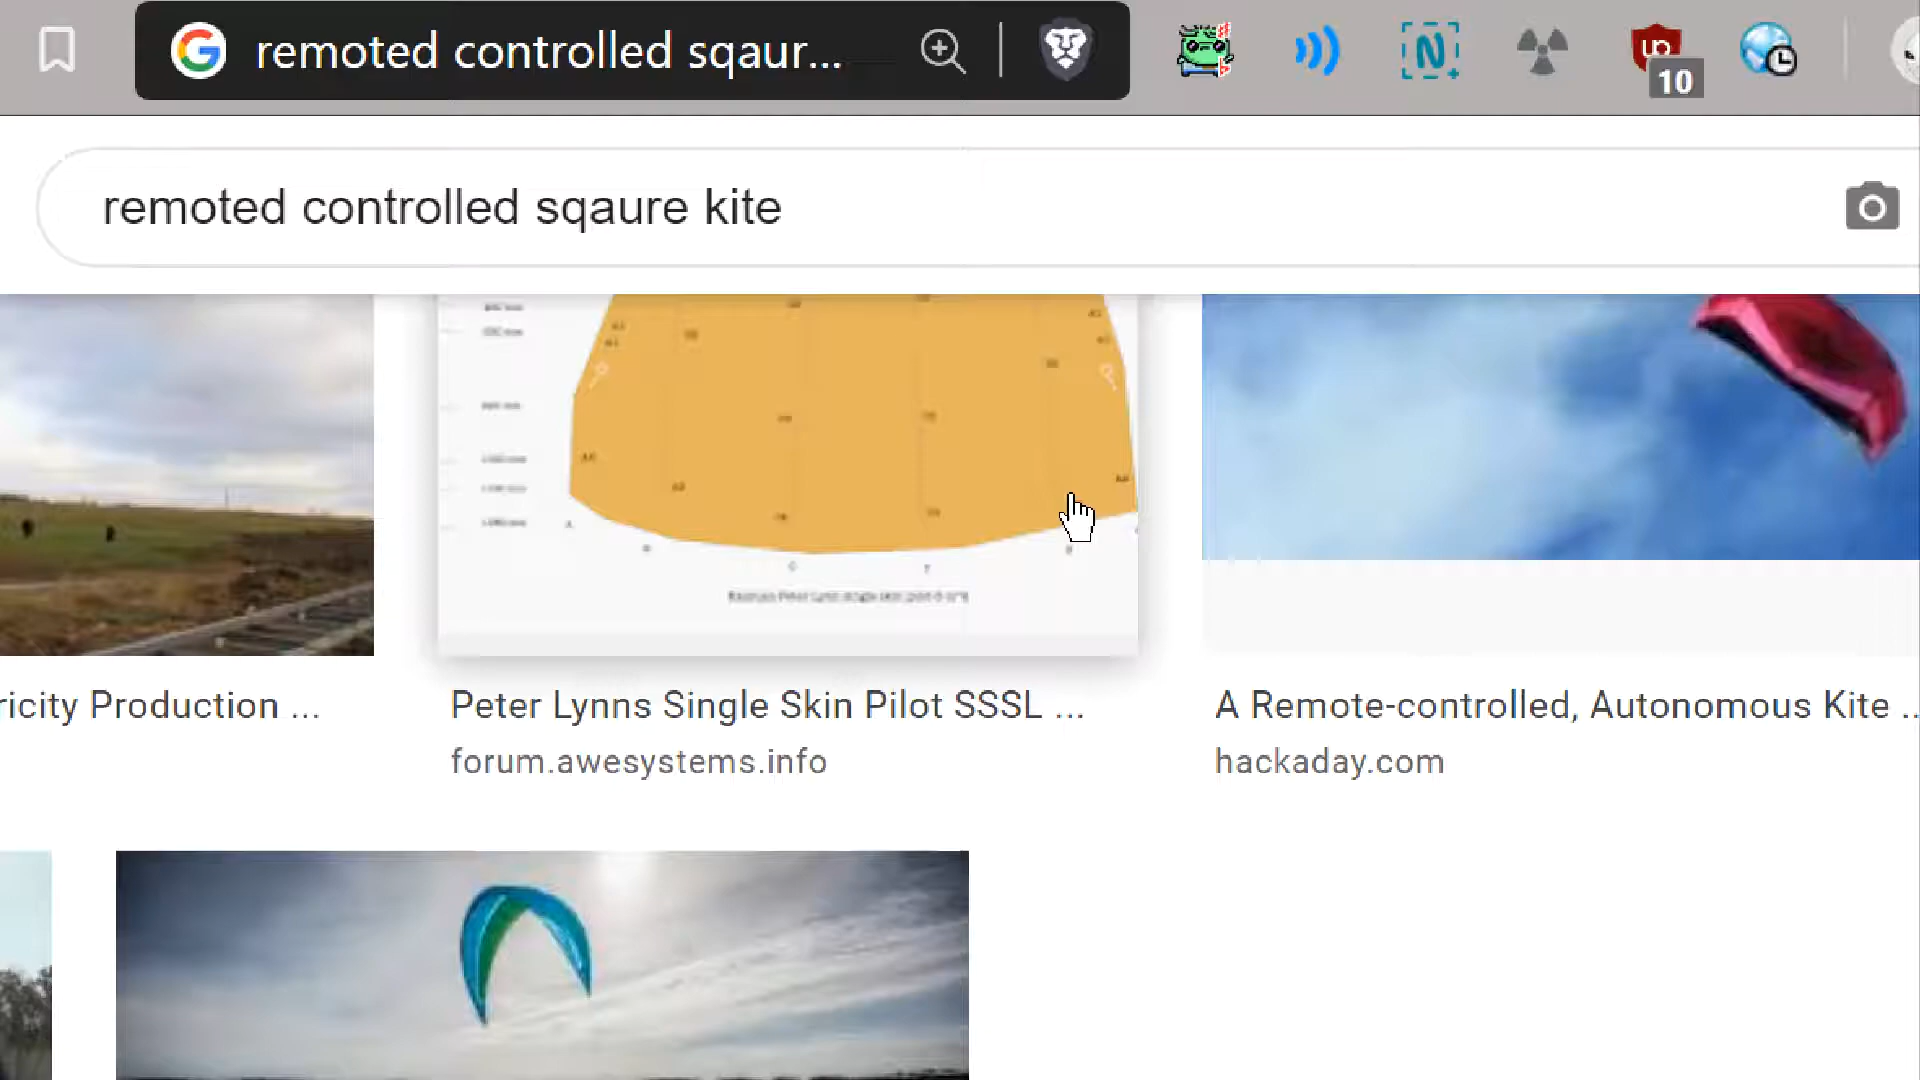 remoted controlled sqaur...
10
remoted controlled sqaure kite
ricity Production ...
Peter Lynns Single Skin Pilot SSSL ...
A Remote-controlled, Autonomous Kite ..
forum.awesystems.info
hackaday.com